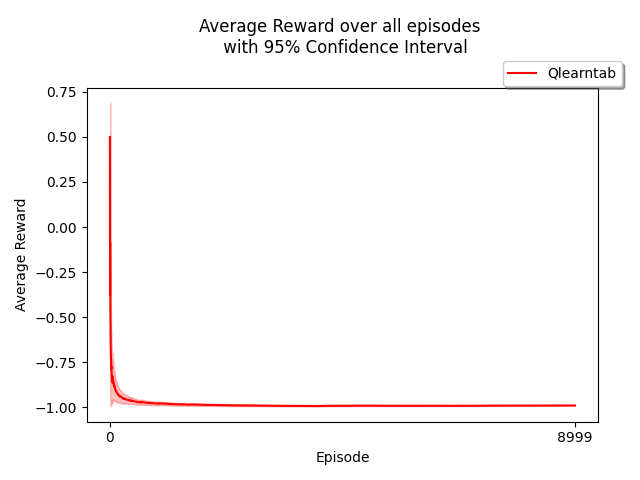 Average Reward over all episodes
with 95% Confidence Interval
Qlearntab
0.75
0.50
0.25
0.00
−0.25
−0.50
−0.75
−1.00
Average Reward
0 8999
Episode